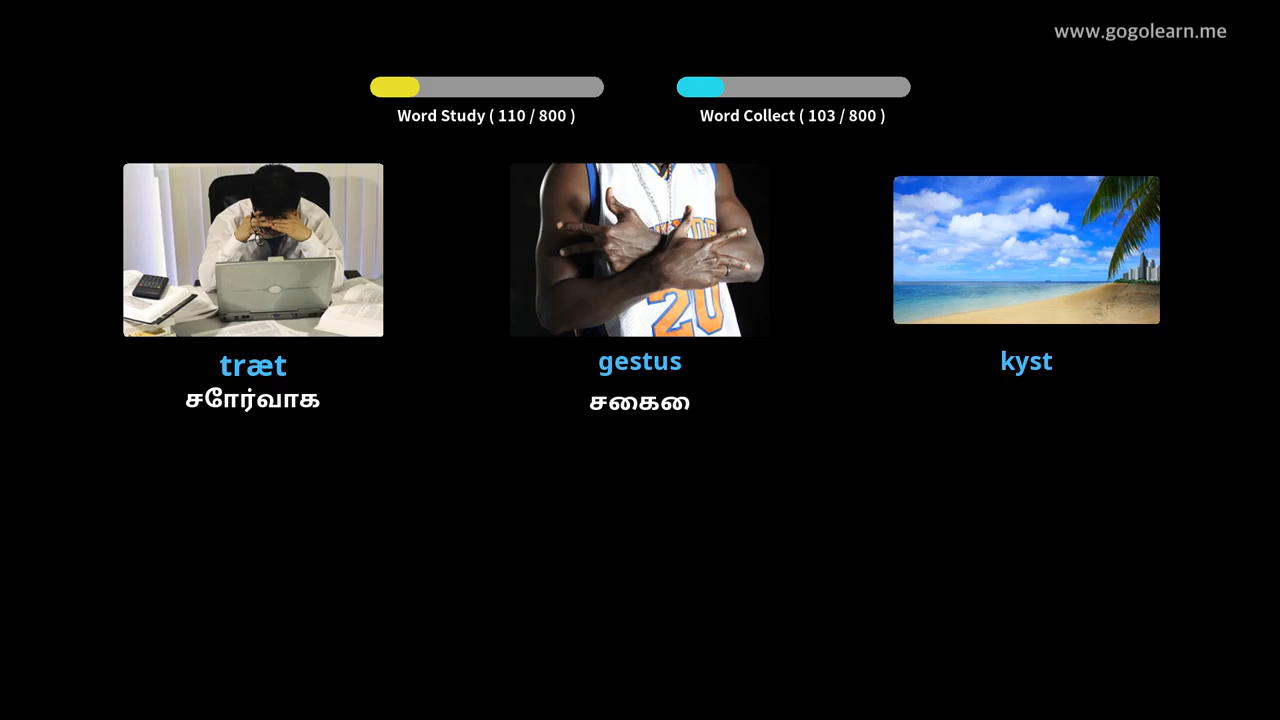 www.gogolearn.me
Word Study ( 110 / 800 )
Word Collect ( 103 / 800 )
træt
gestus
kyst
சோர்வாக
சைகை